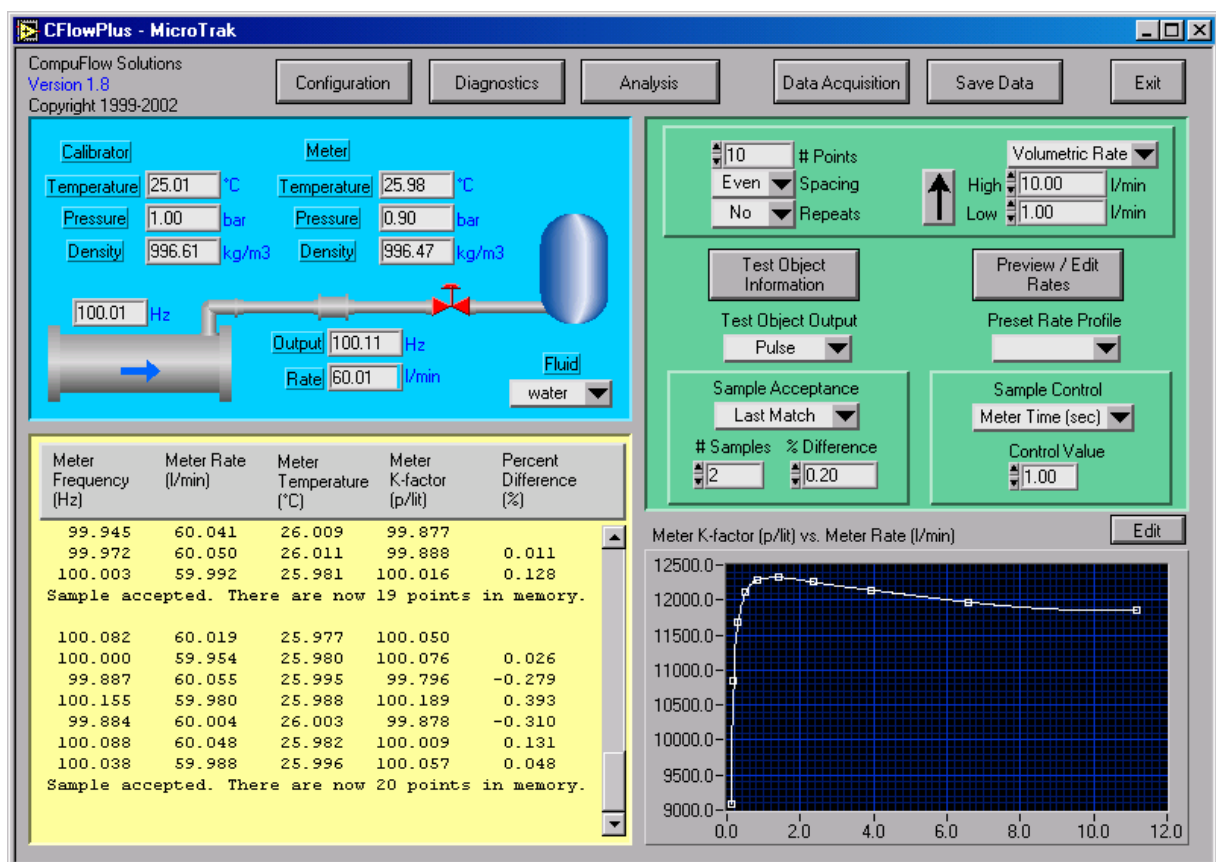 CFlowPlus - MicroTrak
CompuFlow Solutions
Version 1.8
Copyright 1999-2002
Configuration
Diagnostics
Analysis
Data Acquisition
Save Data
Exit
Calibrator
Meter
Temperature 25.01 °C
Temperature 25.98 °C
Pressure 1.00 bar
Pressure 0.90 bar
Density 996.61 kg/m3
Density 996.47 kg/m3
100.01 Hz
Output 100.11 Hz
Rate 60.01 l/min
Fluid
water
10 # Points
Even Spacing
No Repeats
Volumetric Rate
High 10.00 l/min
Low 1.00 l/min
Test Object
Information
Preview / Edit
Rates
Test Object Output
Pulse
Preset Rate Profile
Sample Acceptance
Last Match
# Samples % Difference
2 0.20
Sample Control
Meter Time (sec)
Control Value
1.00
Meter Frequency (Hz) Meter Rate (l/min) Meter Temperature (°C) Meter K-factor (p/lit) Percent Difference (%)
99.945 60.041 26.009 99.877
99.972 60.050 26.011 99.888 0.011
100.003 59.992 25.981 100.016 0.128
Sample accepted. There are now 19 points in memory.
100.082 60.019 25.977 100.050
100.000 59.954 25.980 100.076 0.026
99.887 60.055 25.995 99.796 -0.279
100.155 59.980 25.988 100.189 0.393
99.884 60.004 26.003 99.878 -0.310
100.088 60.048 25.982 100.009 0.131
100.038 59.988 25.996 100.057 0.048
Sample accepted. There are now 20 points in memory.
Meter K-factor (p/lit) vs. Meter Rate (l/min)
Edit
12500.0
12000.0
11500.0
11000.0
10500.0
10000.0
9500.0
9000.0
0.0 2.0 4.0 6.0 8.0 10.0 12.0